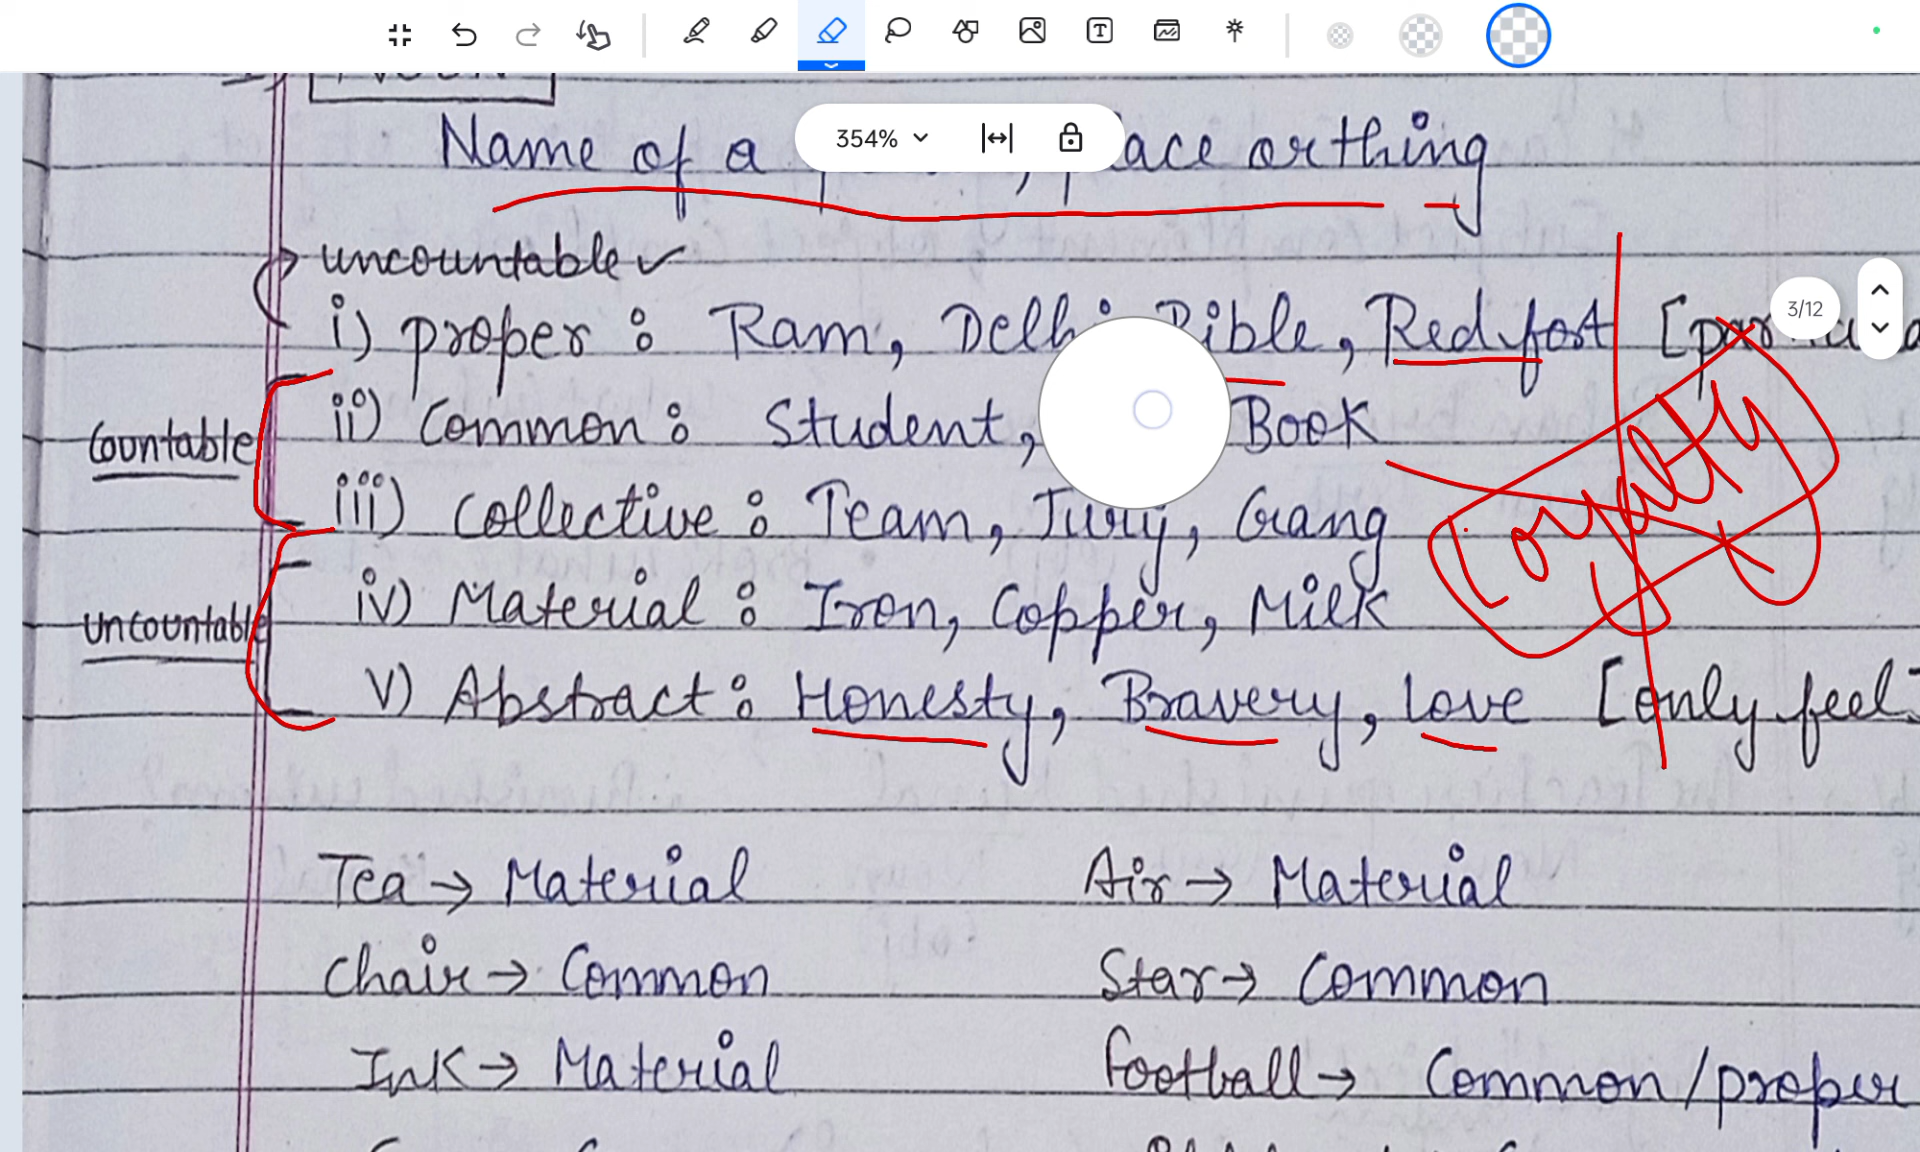 354%
Name of a place or thing
uncountable ✓
3/12
i) proper : Ram, Delhi Bible, Red fort
Countable
ii) Common : Student, Book
iii) Collective : Team, Jury, Gang
Loyalty
uncountable
iv) Material : Iron, Copper, Milk
v) Abstract : Honesty, Bravery, Love [only feel]
Tea → Material
Air → Material
Chair → Common
Star → Common
Ink → Material
Football → Common/proper